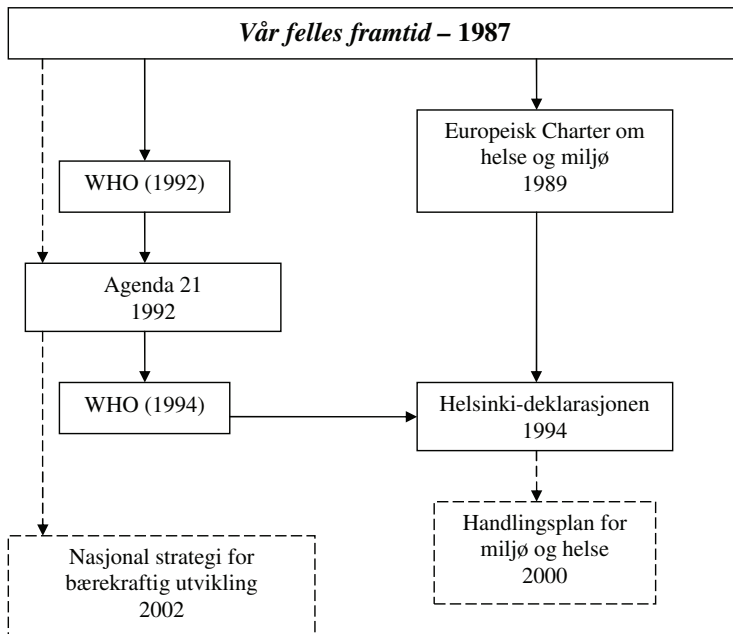 Vår felles framtid – 1987
Europeisk Charter om
helse og miljø
1989
WHO (1992)
Agenda 21
1992
WHO (1994)
Helsinki-deklarasjonen
1994
Handlingsplan for
miljø og helse
2000
Nasjonal strategi for
bærekraftig utvikling
2002